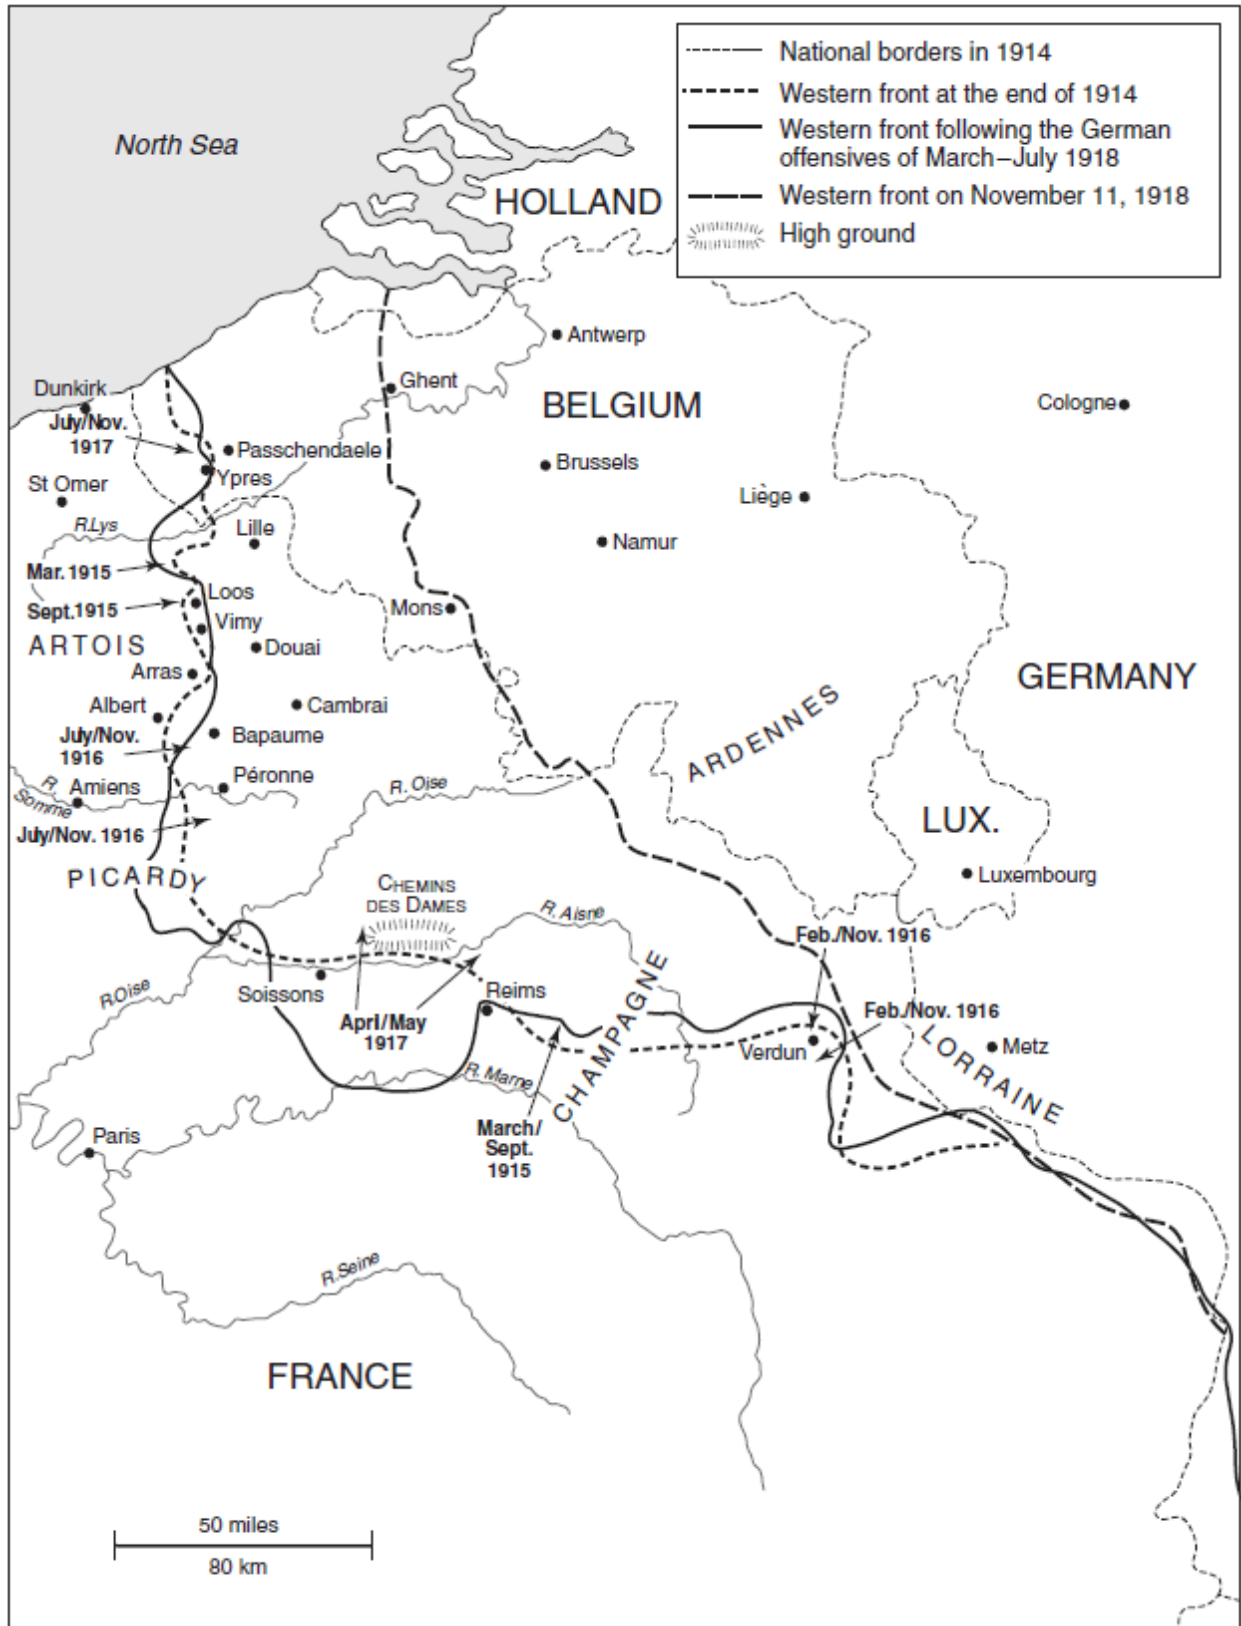 National borders in 1914
Western front at the end of 1914
Western front following the German
offensives of March–July 1918
Western front on November 11, 1918
High ground
North Sea
HOLLAND
Antwerp
Dunkirk
Ghent
BELGIUM
Cologne
July/Nov.
1917
Passchendaele
Ypres
Brussels
St Omer
Liège
R.Lys
Lille
Namur
Mar. 1915
Loos
Sept.1915
Mons
Vimy
ARTOIS
Douai
Arras
GERMANY
Albert
Cambrai
July/Nov.
1916
Bapaume
ARDENNES
Péronne
R. Oise
R.
Somme
Amiens
LUX.
July/Nov. 1916
PICARDY
CHEMINS
DES DAMES
Luxembourg
R. Aisne
Feb./Nov. 1916
R.Oise
Soissons
Reims
CHAMPAGNE
Feb./Nov. 1916
April/May
1917
Verdun
LORRAINE
Metz
R. Marne
March/
Sept.
1915
Paris
R.Seine
FRANCE
50 miles
80 km